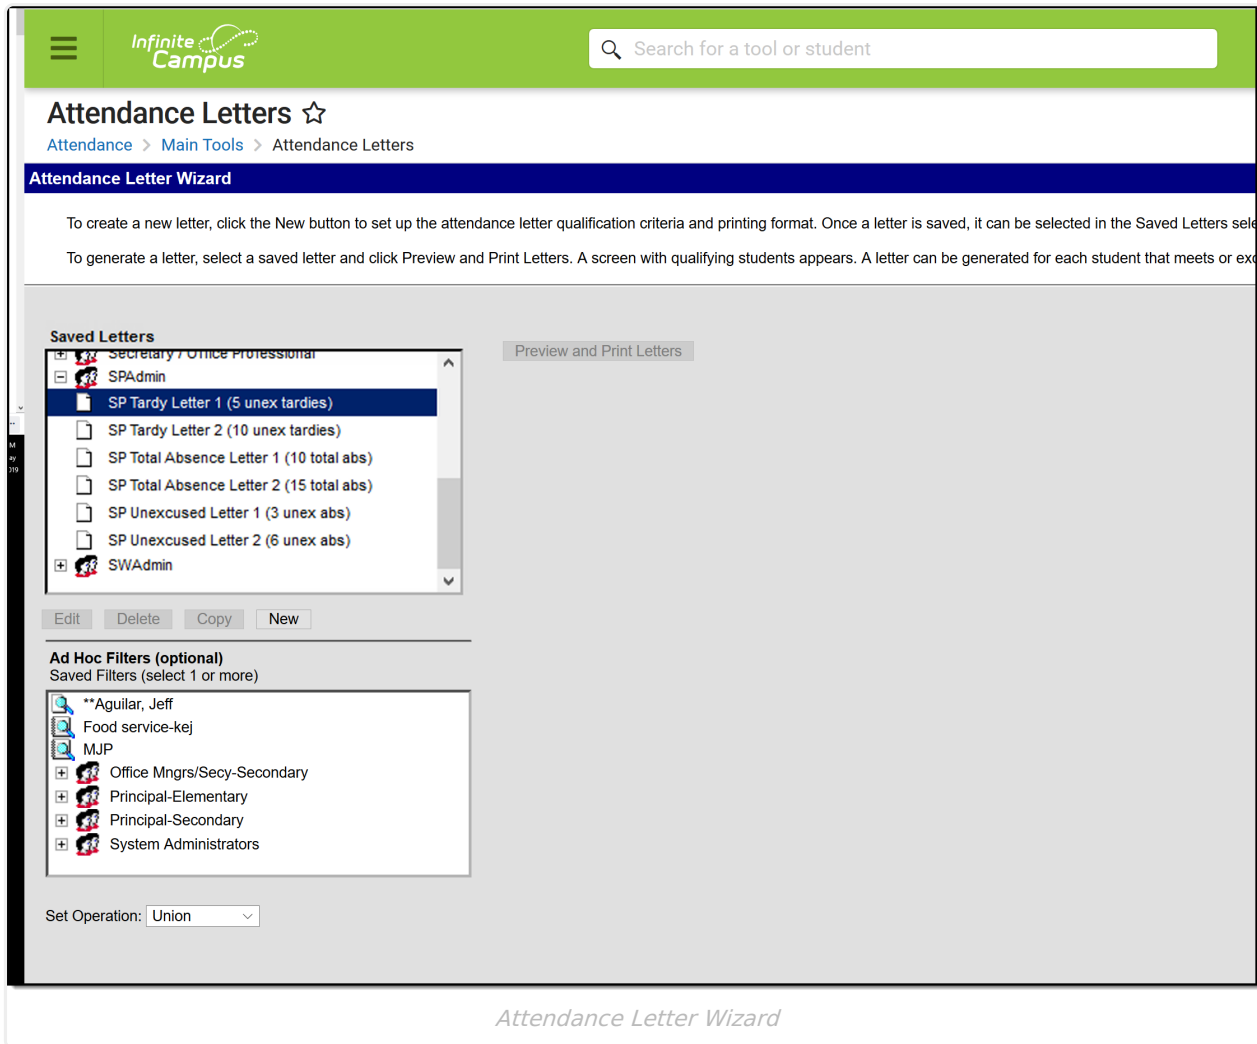 Infinite
Campus
Search for a tool or student
Attendance Letters
Attendance > Main Tools > Attendance Letters
Attendance Letter Wizard
To create a new letter, click the New button to set up the attendance letter qualification criteria and printing format. Once a letter is saved, it can be selected in the Saved Letters sele
To generate a letter, select a saved letter and click Preview and Print Letters. A screen with qualifying students appears. A letter can be generated for each student that meets or exc
Saved Letters
Preview and Print Letters
Secretary / Office Professional
SPAdmin
SP Tardy Letter 1 (5 unex tardies)
SP Tardy Letter 2 (10 unex tardies)
SP Total Absence Letter 1 (10 total abs)
SP Total Absence Letter 2 (15 total abs)
SP Unexcused Letter 1 (3 unex abs)
SP Unexcused Letter 2 (6 unex abs)
SWAdmin
Edit Delete Copy New
Ad Hoc Filters (optional)
Saved Filters (select 1 or more)
**Aguilar, Jeff
Food service-kej
MJP
Office Mngrs/Secy-Secondary
Principal-Elementary
Principal-Secondary
System Administrators
Set Operation: Union
Attendance Letter Wizard